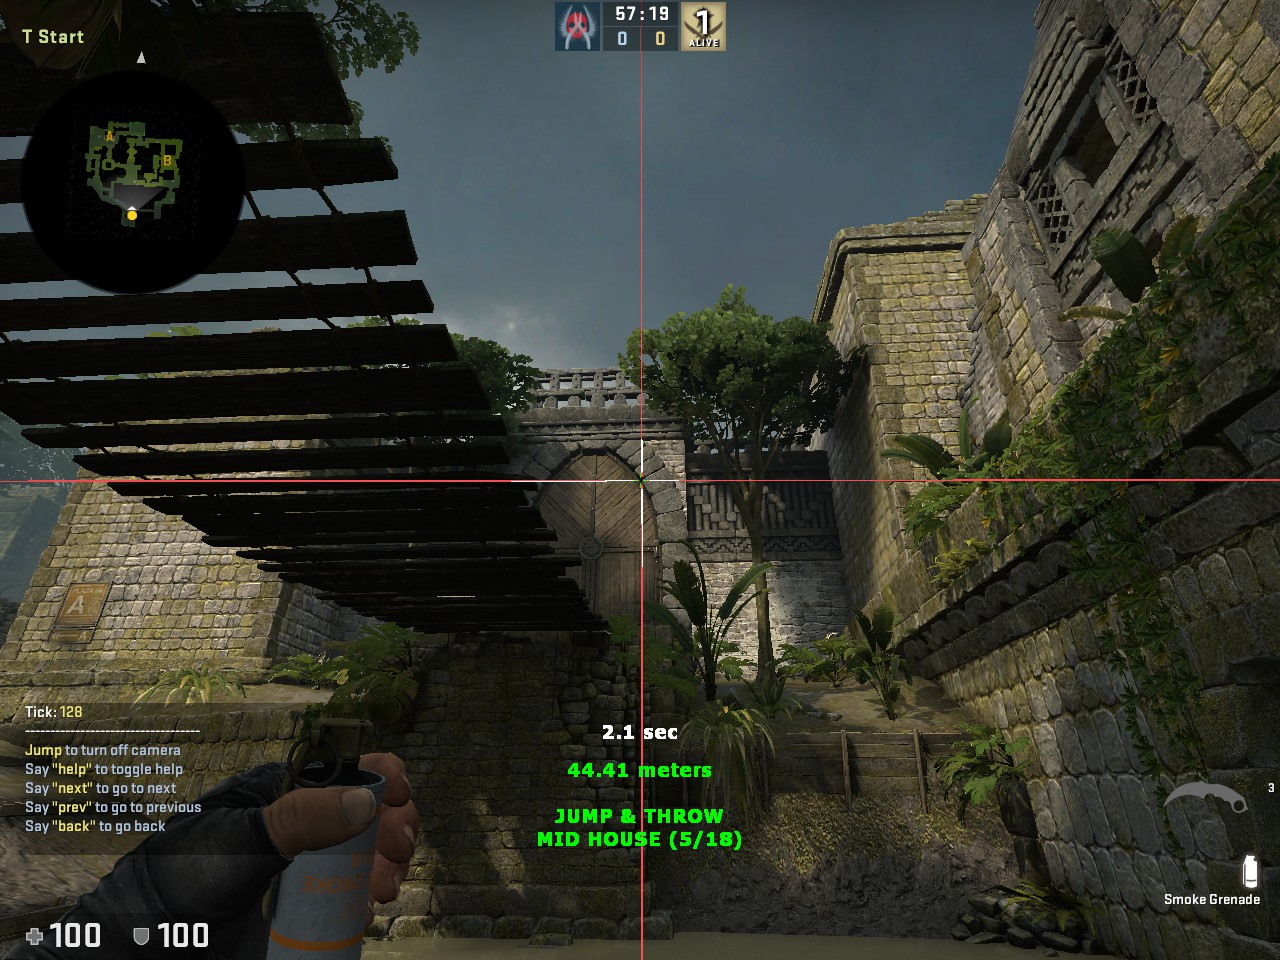 T Start
57:19
0 0
1
ALIVE
A
B
A
Tick: 128
----------------------------------
Jump to turn off camera
Say "help" to toggle help
Say "next" to go to next
Say "prev" to go to previous
Say "back" to go back
2.1 sec
44.41 meters
JUMP & THROW
MID HOUSE (5/18)
3
Smoke Grenade
100 100